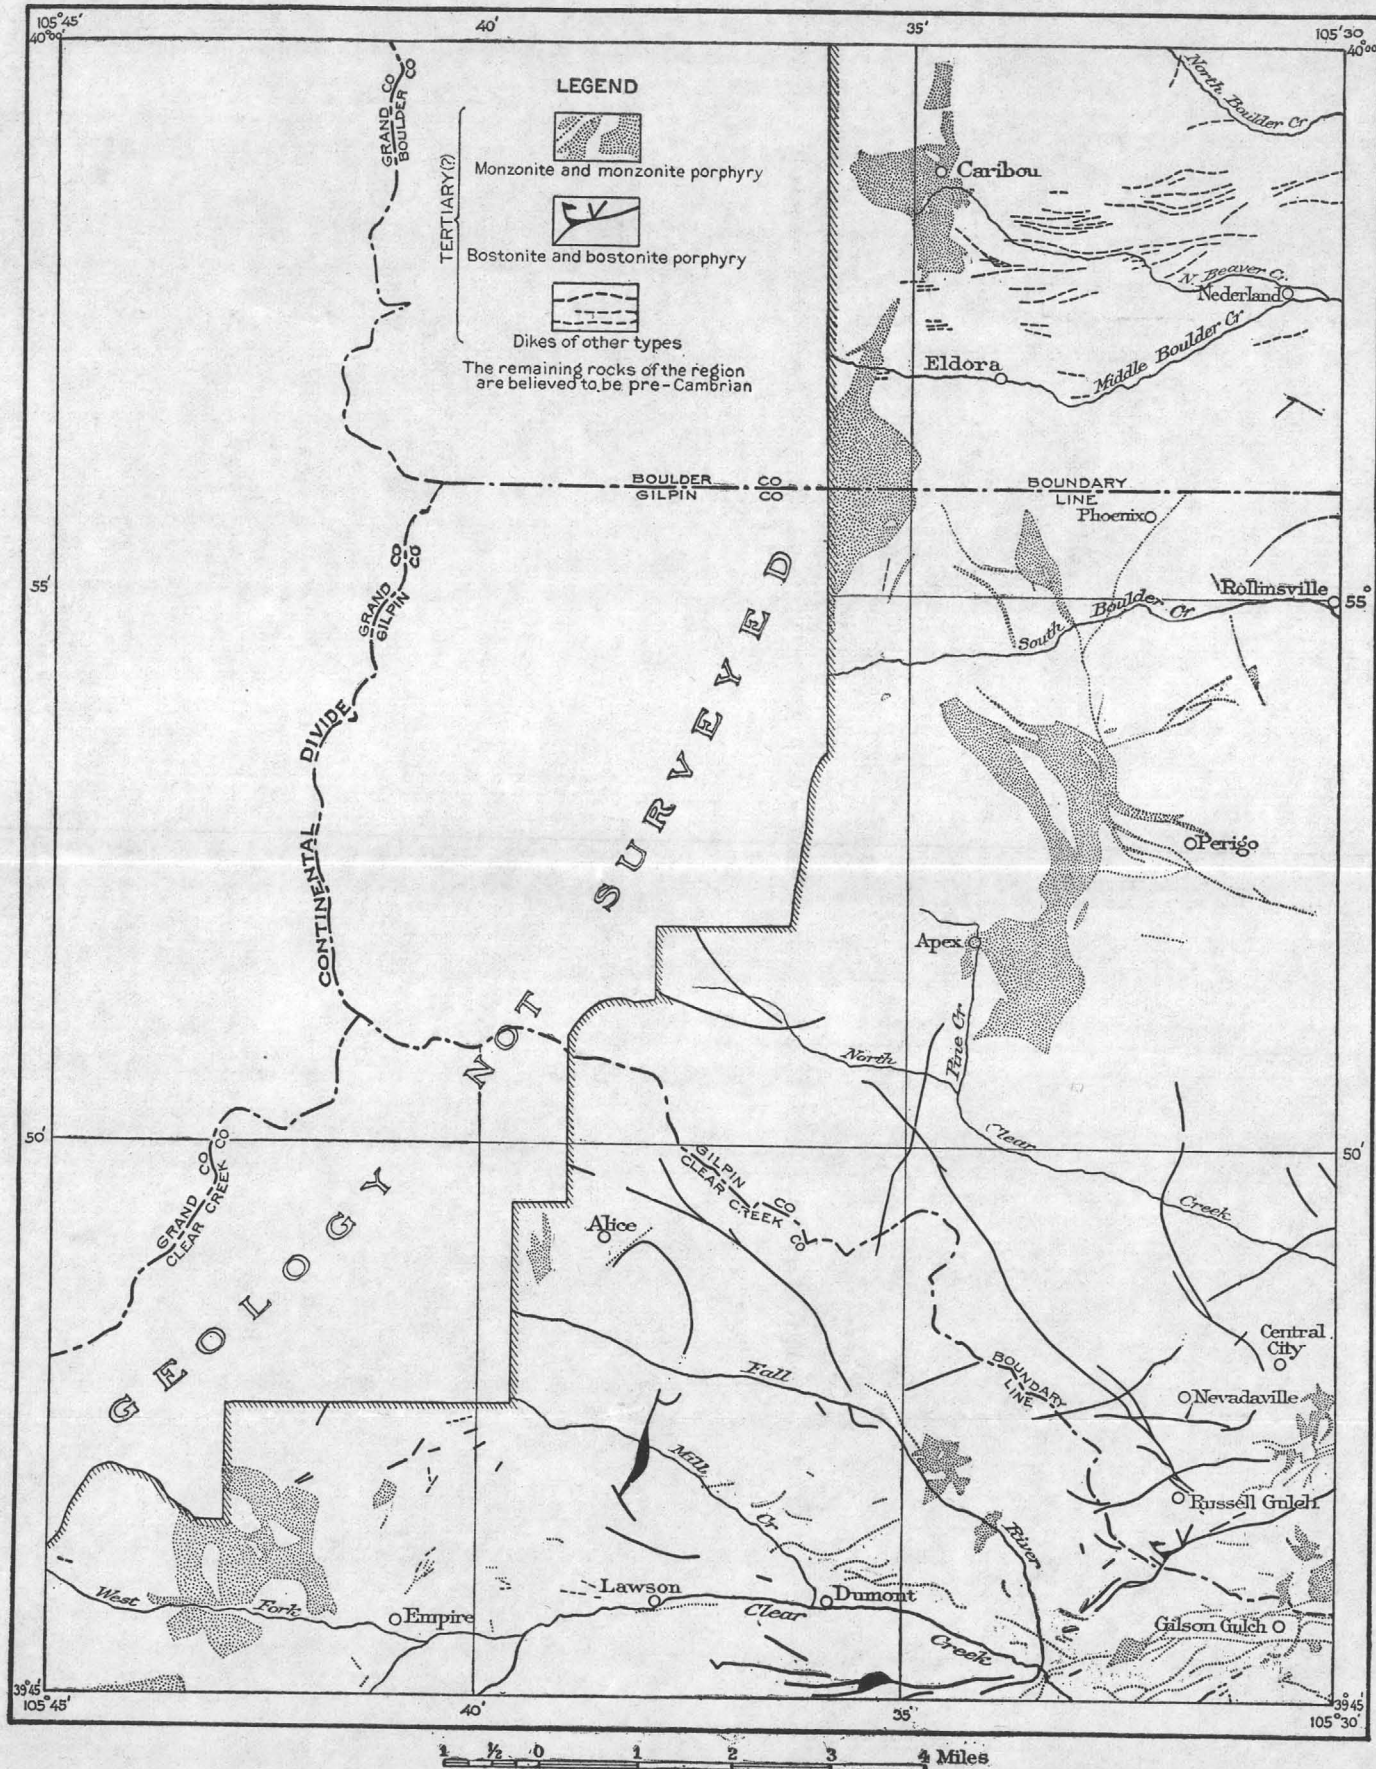 105°45'
40'
35'
105°30'
40°00'
40°00'
GRAND CO
BOULDER CO
LEGEND
TERTIARY(?)
Monzonite and monzonite porphyry
Bostonite and bostonite porphyry
Dikes of other types
The remaining rocks of the region
are believed to be pre-Cambrian
North Boulder Cr
Caribou
N. Beaver Cr.
Nederland
Middle Boulder Cr
Eldora
BOULDER CO
GILPIN CO
BOUNDARY
LINE
Phoenix
GRAND CO
GILPIN CO
55'
55°
Rollinsville
South Boulder Cr
CONTINENTAL DIVIDE
GEOLOGY NOT SURVEYED
Perigo
Apex
Pine Cr
North Clear Creek
50'
50'
GRAND CO
CLEAR CREEK CO
GILPIN CO
CLEAR CREEK CO
Alice
Central
City
Fall River
BOUNDARY
LINE
Nevadaville
Mill Cr
Russell Gulch
Lawson
Dumont
West Fork Clear Creek
Empire
Gilson Gulch
39°45'
39°45'
105°45'
40'
35'
105°30'
1 ½ 0 1 2 3 4 Miles